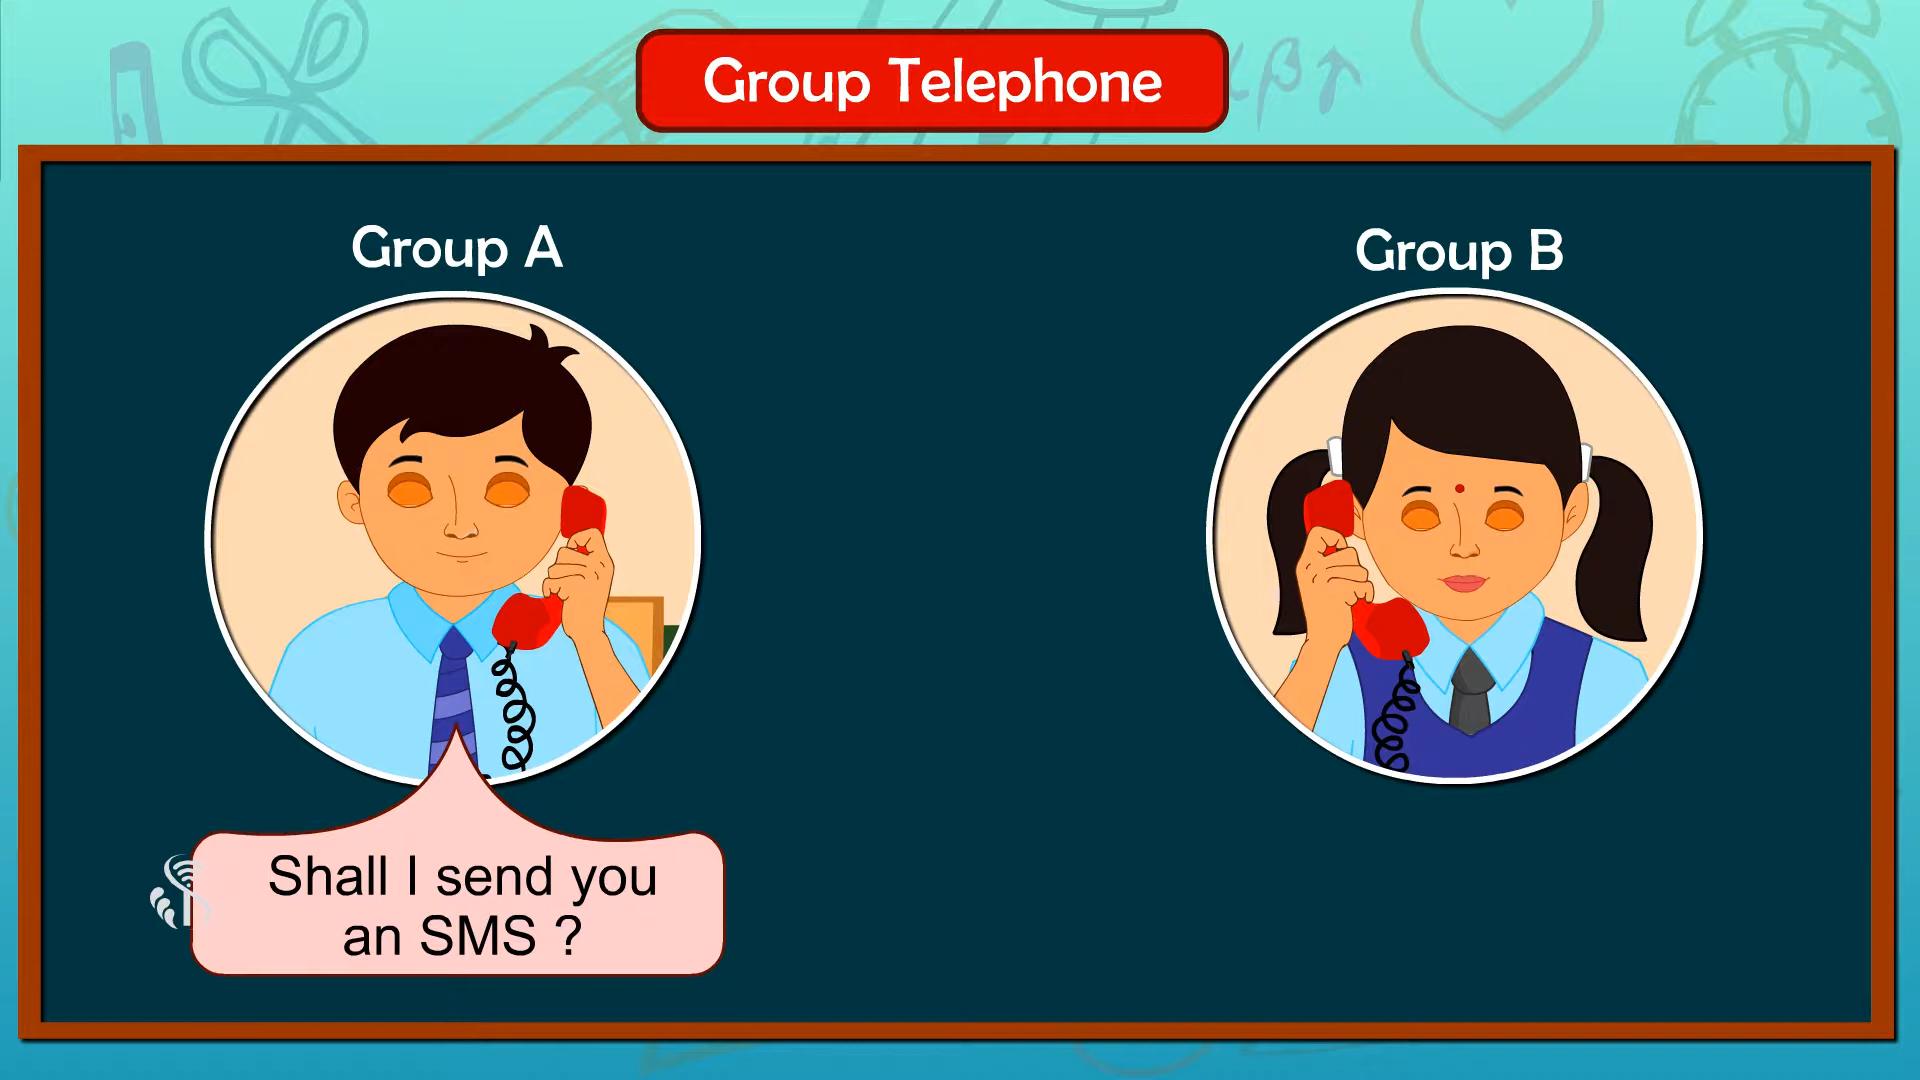 Group Telephone
Group A
Group B
Shall I send you
an SMS ?